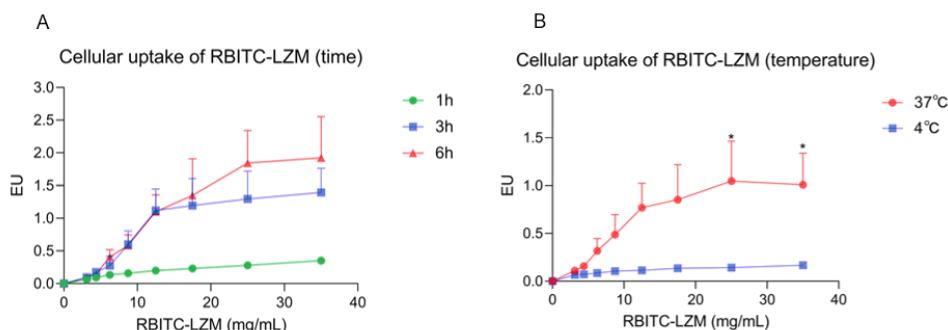 A
Cellular uptake of RBITC-LZM (time)
3.0
2.5
2.0
1.5
1.0
0.5
0.0
EU
0
10
20
30
40
RBITC-LZM (mg/mL)
1h
3h
6h
B
Cellular uptake of RBITC-LZM (temperature)
2.0
1.5
1.0
0.5
0.0
EU
*
*
0
10
20
30
40
RBITC-LZM (mg/mL)
37°C
4°C